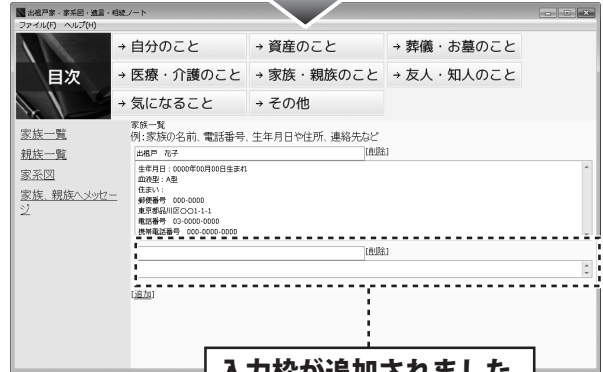 出根戸家 - 家系図・遺言・相続ノート
ファイル(F) ヘルプ(H)
目次
→ 自分のこと → 資産のこと → 葬儀・お墓のこと
→ 医療・介護のこと → 家族・親族のこと → 友人・知人のこと
→ 気になること → その他
家族一覧
親族一覧
家系図
家族、親族へメッセー
ジ
家族一覧
例：家族の名前、電話番号、生年月日や住所、連絡先など
出根戸 花子 [削除]
生年月日：0000年00月00日生まれ
血液型：A型
住まい：
郵便番号 000-0000
東京都品川区○○1-1-1
電話番号 03-0000-0000
携帯電話番号 000-0000-0000
[削除]
[追加]
入力枠が追加されました